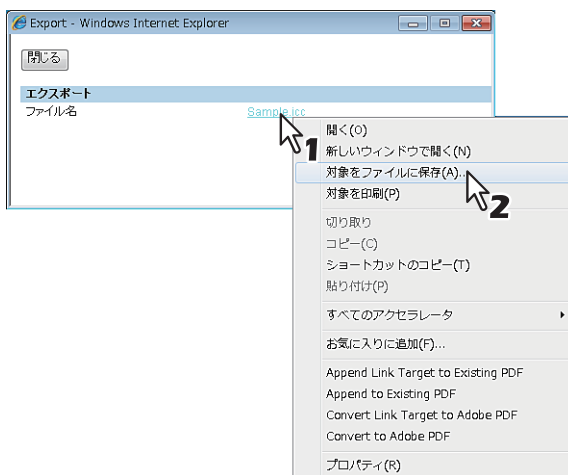 Export - Windows Internet Explorer
閉じる
エクスポート
ファイル名 Sample.icc
1
開く(O)
新しいウィンドウで開く(N)
対象をファイルに保存(A)...
2
対象を印刷(P)
切り取り
コピー(C)
ショートカットのコピー(T)
貼り付け(P)
すべてのアクセラレータ
お気に入りに追加(F)...
Append Link Target to Existing PDF
Append to Existing PDF
Convert Link Target to Adobe PDF
Convert to Adobe PDF
プロパティ(R)